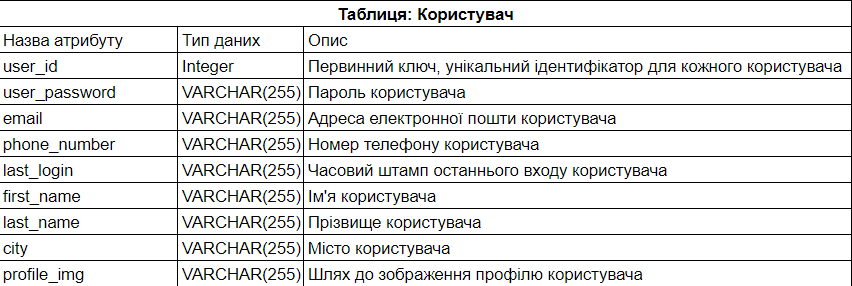 Таблиця: Користувач
Назва атрибуту Тип даних Опис
user_id Integer Первинний ключ, унікальний ідентифікатор для кожного користувача
user_password VARCHAR(255) Пароль користувача
email VARCHAR(255) Адреса електронної пошти користувача
phone_number VARCHAR(255) Номер телефону користувача
last_login VARCHAR(255) Часовий штамп останнього входу користувача
first_name VARCHAR(255) Ім'я користувача
last_name VARCHAR(255) Прізвище користувача
city VARCHAR(255) Місто користувача
profile_img VARCHAR(255) Шлях до зображення профілю користувача